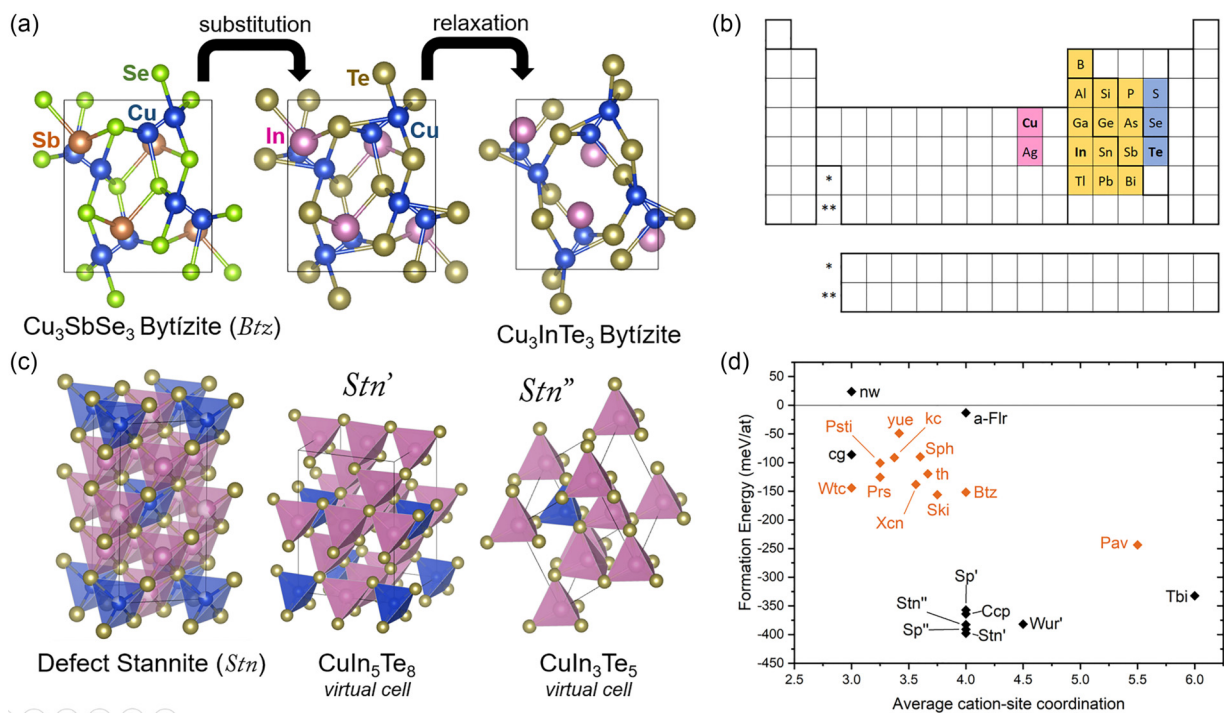 (a)
substitution
relaxation
Se
Cu
Sb
Te
In
Cu
Cu₃SbSe₃ Bytízite (Btz)
Cu₃InTe₃ Bytízite
(b)
B
Al Si P S
Cu Ga Ge As Se
Ag In Sn Sb Te
* Tl Pb Bi
**
*
**
(c)
Stn’
Stn”
Defect Stannite (Stn)
CuIn₅Te₈
virtual cell
CuIn₃Te₅
virtual cell
(d)
Formation Energy (meV/at)
50
0
-50
-100
-150
-200
-250
-300
-350
-400
-450
nw
a-Flr
Psti
yue
kc
cg
Sph
Wtc
Prs
th
Xcn
Ski
Btz
Pav
Tbi
Sp'
Stn"
Ccp
Wur'
Sp"
Stn'
2.5 3.0 3.5 4.0 4.5 5.0 5.5 6.0
Average cation-site coordination